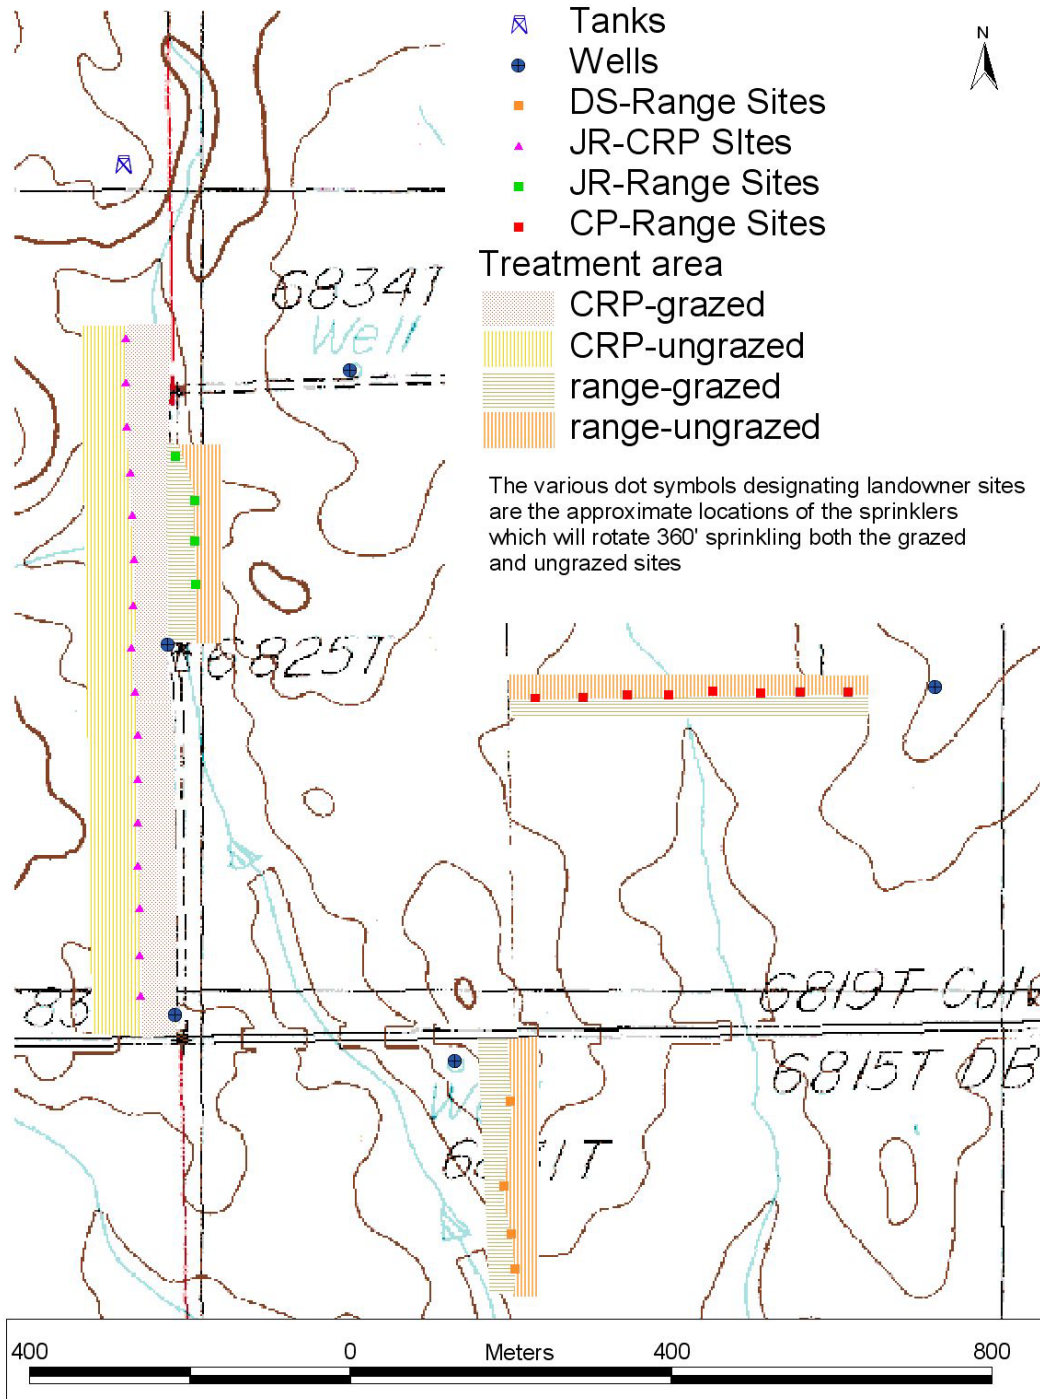 Tanks
Wells
DS-Range Sites
JR-CRP SItes
JR-Range Sites
CP-Range Sites
Treatment area
CRP-grazed
CRP-ungrazed
range-grazed
range-ungrazed
N
The various dot symbols designating landowner sites
are the approximate locations of the sprinklers
which will rotate 360' sprinkling both the grazed
and ungrazed sites
6834T
Well
6825T
6819T
6815T DB
400 0 Meters 400 800